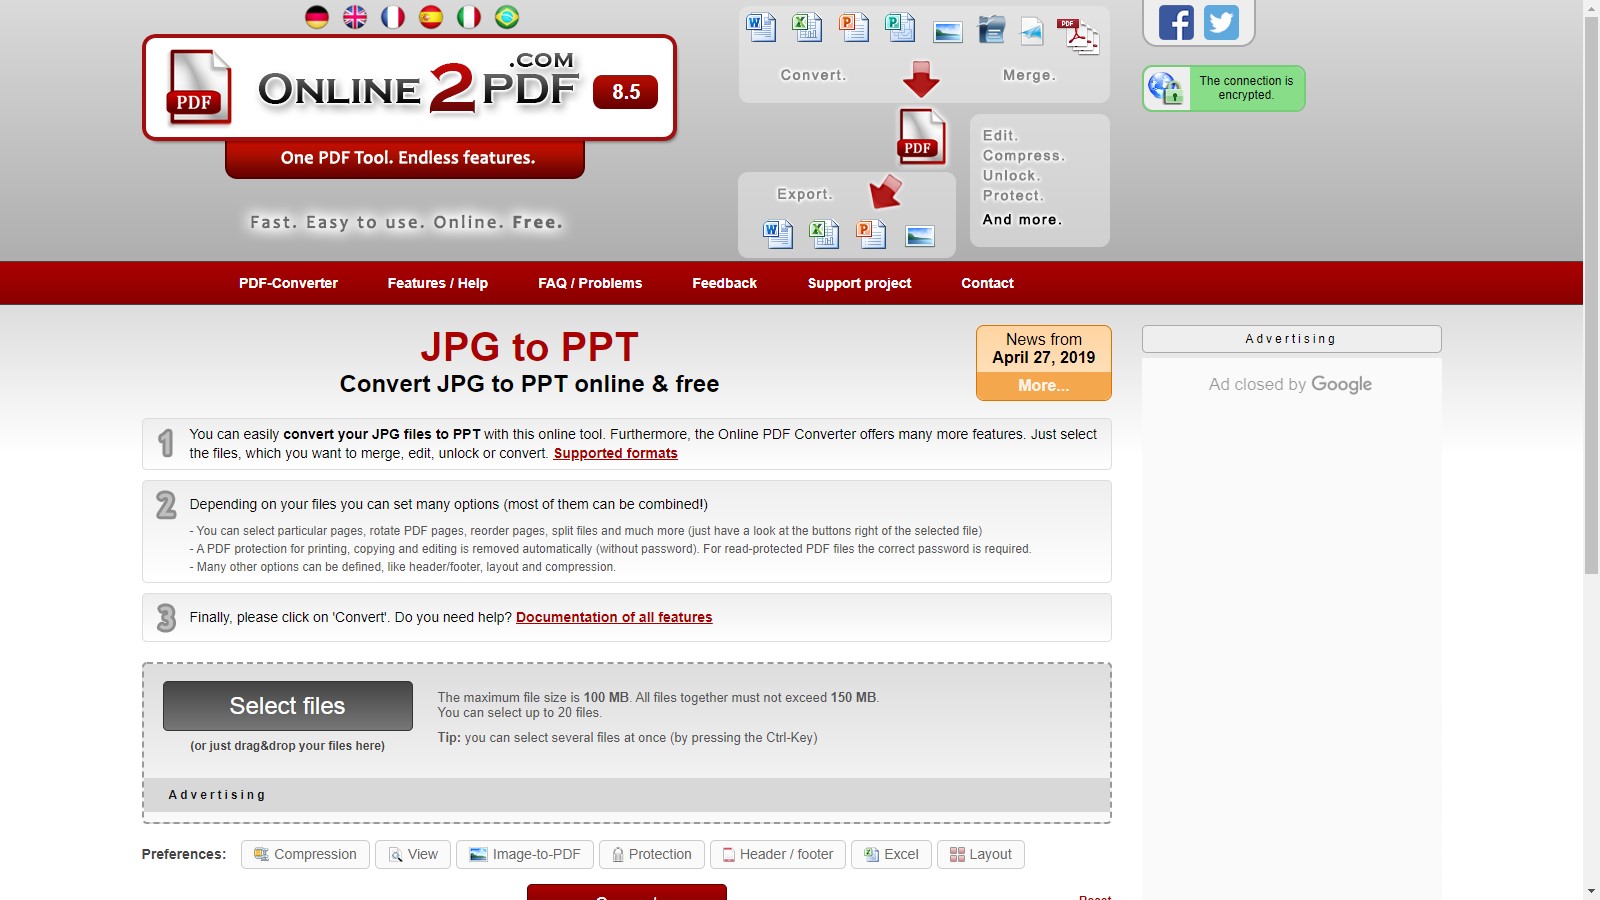 ONLINE2PDF.COM
8.5
PDF
One PDF Tool. Endless features.
Fast. Easy to use. Online. Free.
Convert.
Merge.
PDF
PDF
Edit.
Compress.
Unlock.
Protect.
And more.
Export.
The connection is
encrypted.
PDF-Converter
Features / Help
FAQ / Problems
Feedback
Support project
Contact
JPG to PPT
Convert JPG to PPT online & free
News from
April 27, 2019
More...
Advertising
Ad closed by Google
1
You can easily convert your JPG files to PPT with this online tool. Furthermore, the Online PDF Converter offers many more features. Just select
the files, which you want to merge, edit, unlock or convert. Supported formats
2
Depending on your files you can set many options (most of them can be combined!)
- You can select particular pages, rotate PDF pages, reorder pages, split files and much more (just have a look at the buttons right of the selected file)
- A PDF protection for printing, copying and editing is removed automatically (without password). For read-protected PDF files the correct password is required.
- Many other options can be defined, like header/footer, layout and compression.
3
Finally, please click on 'Convert'. Do you need help? Documentation of all features
Select files
(or just drag&drop your files here)
The maximum file size is 100 MB. All files together must not exceed 150 MB.
You can select up to 20 files.
Tip: you can select several files at once (by pressing the Ctrl-Key)
Advertising
Preferences:
Compression
View
Image-to-PDF
Protection
Header / footer
Excel
Layout
Reset